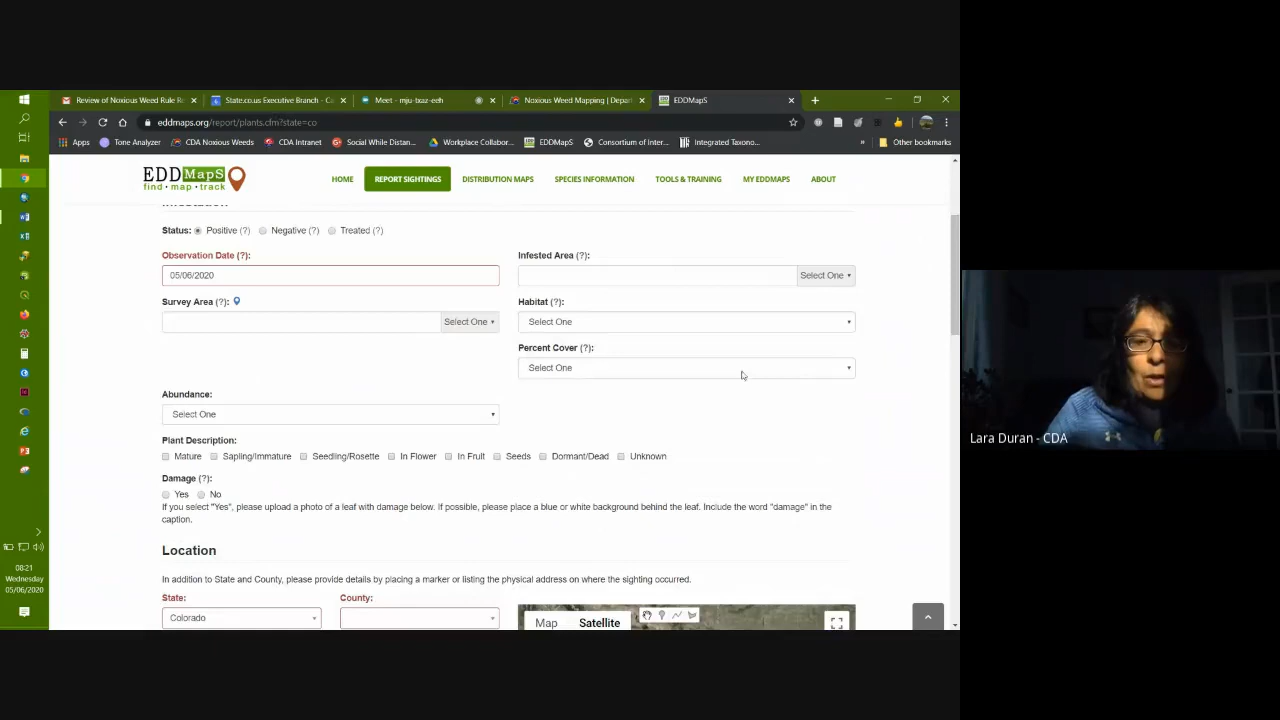 Review of Noxious Weed Rule R
State.co.us Executive Branch - C
Meet - mju-txaz-eeh
Noxious Weed Mapping | Depar
EDDMapS
eddmaps.org/report/plants.cfm?state=co
Apps
Tone Analyzer
CDA Noxious Weeds
CDA Intranet
Social While Distan...
Workplace Collabor...
EDDMapS
Consortium of Inter...
Integrated Taxono...
»
Other bookmarks
EDDMapS
find • map • track
HOME
REPORT SIGHTINGS
DISTRIBUTION MAPS
SPECIES INFORMATION
TOOLS & TRAINING
MY EDDMAPS
ABOUT
Infestation
Status: Positive (?) Negative (?) Treated (?)
Observation Date (?):
05/06/2020
Infested Area (?):
Select One
Survey Area (?):
Select One
Habitat (?):
Select One
Percent Cover (?):
Select One
Abundance:
Select One
Plant Description:
Mature Sapling/Immature Seedling/Rosette In Flower In Fruit Seeds Dormant/Dead Unknown
Damage (?):
Yes No
If you select "Yes", please upload a photo of a leaf with damage below. If possible, please place a blue or white background behind the leaf. Include the word "damage" in the
caption.
Location
In addition to State and County, please provide details by placing a marker or listing the physical address on where the sighting occurred.
State:
Colorado
County:
Map Satellite
08:21
Wednesday
05/06/2020
Lara Duran - CDA